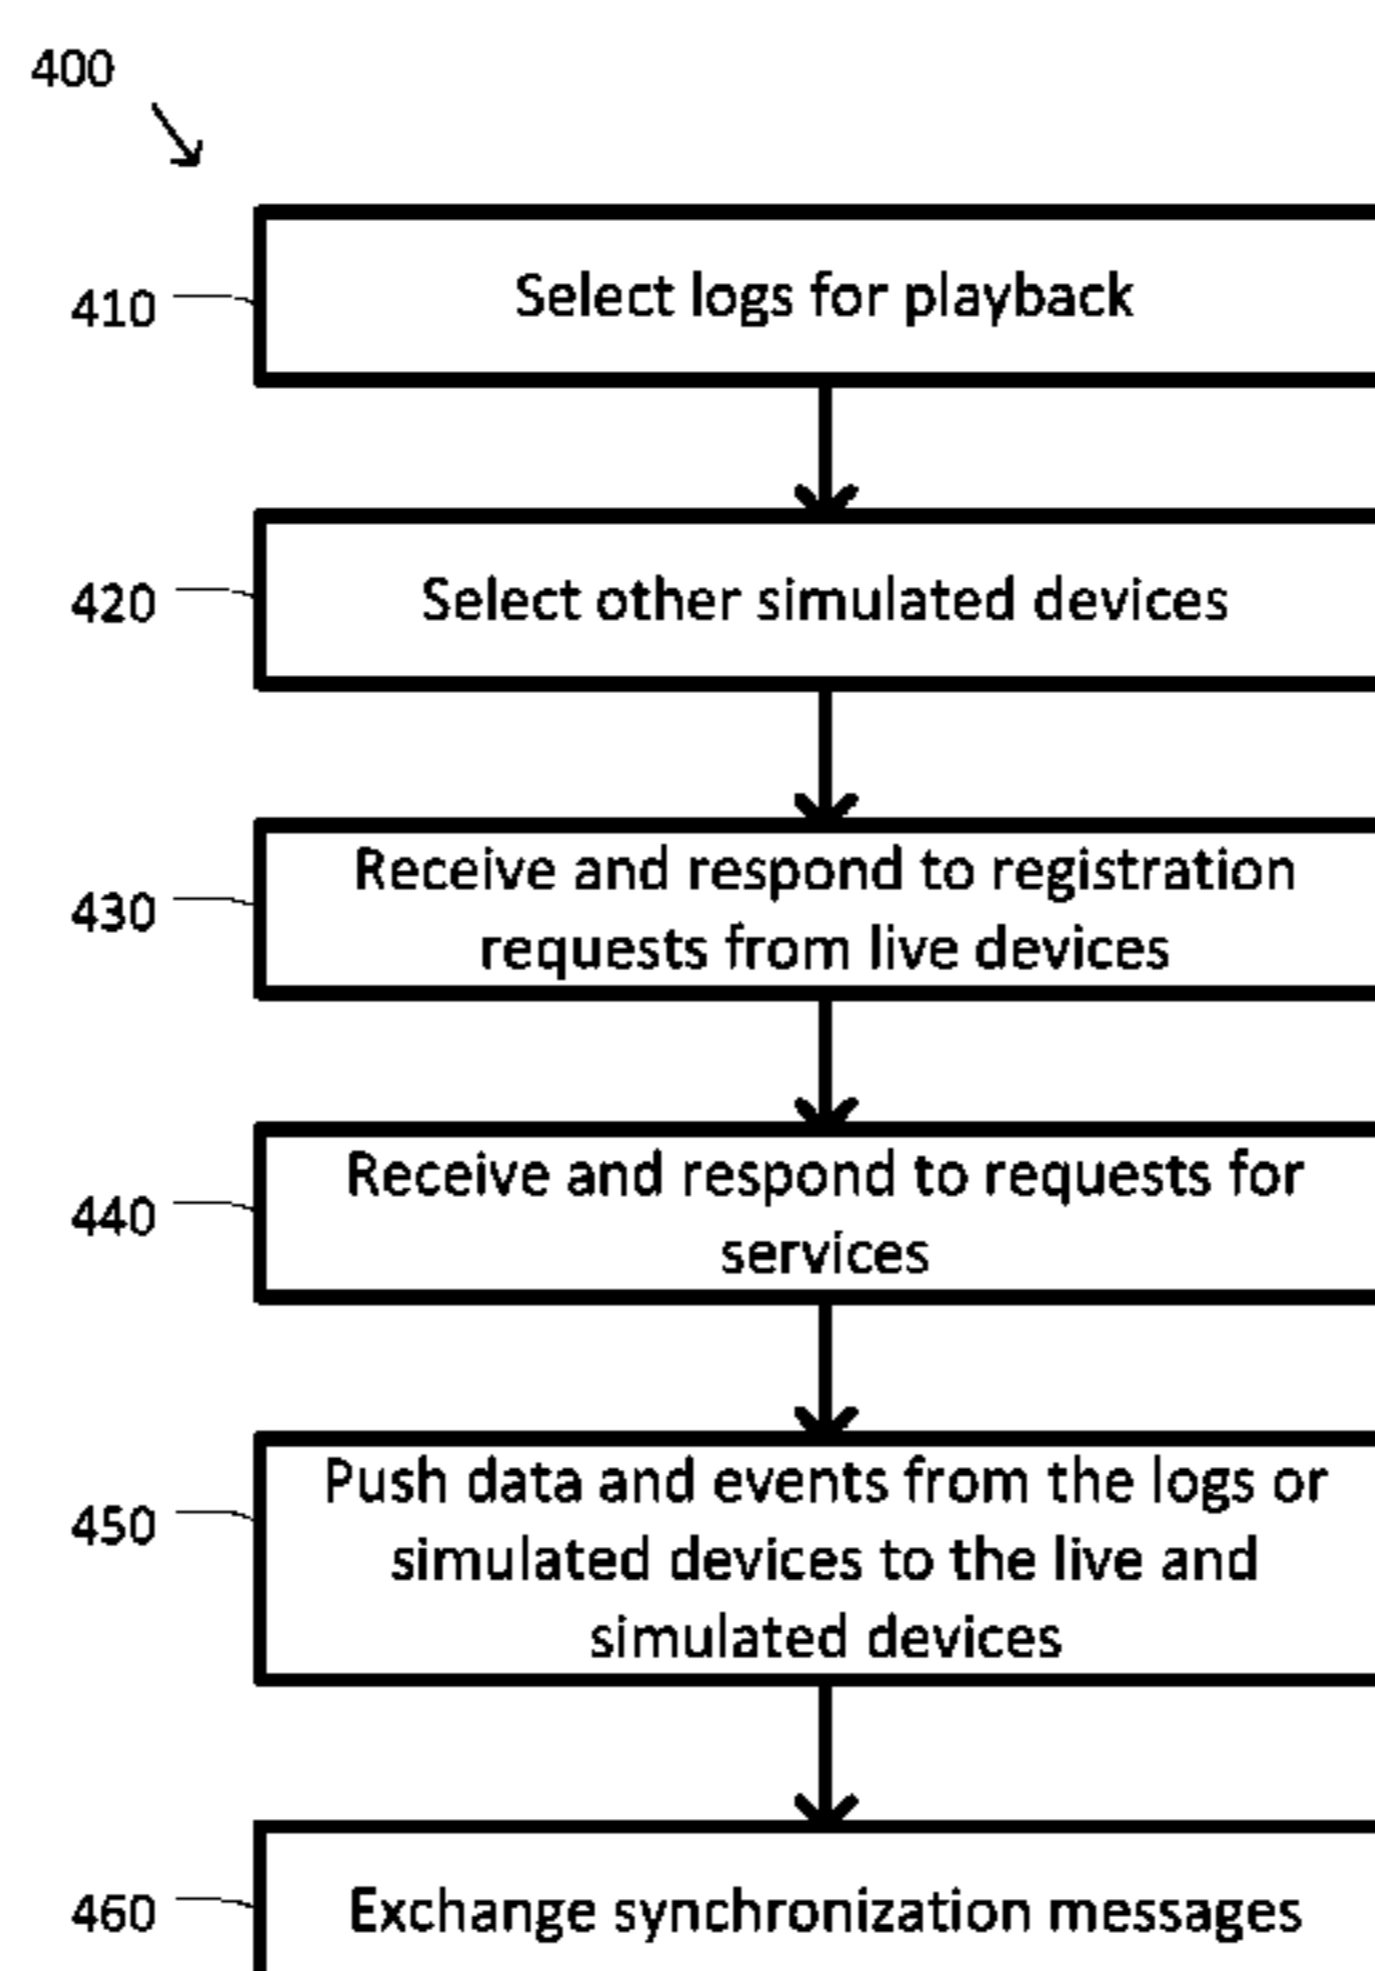 400
410
Select logs for playback
420
Select other simulated devices
430
Receive and respond to registration
requests from live devices
440
Receive and respond to requests for
services
450
Push data and events from the logs or
simulated devices to the live and
simulated devices
460
Exchange synchronization messages